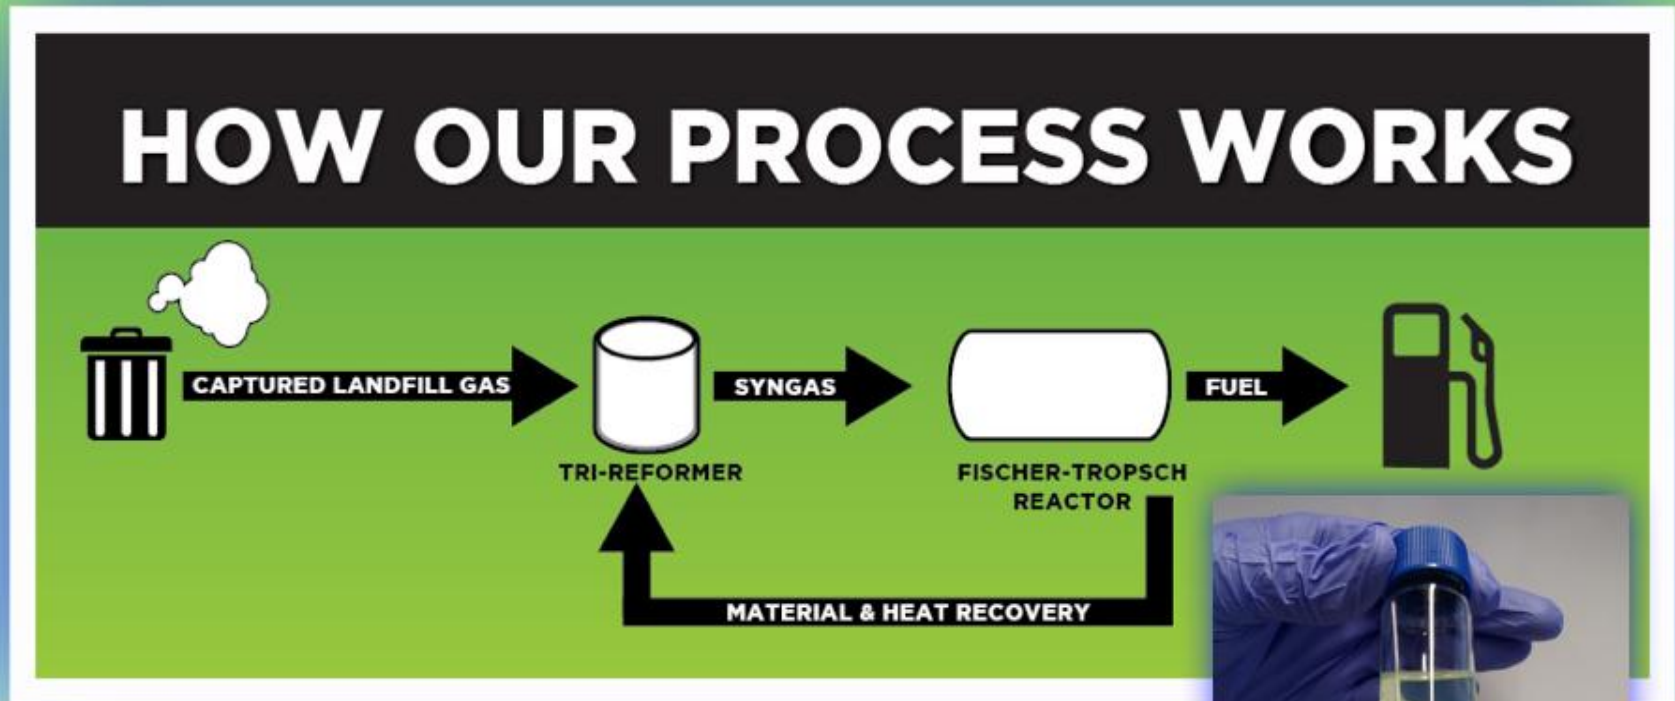 HOW OUR PROCESS WORKS
CAPTURED LANDFILL GAS
SYNGAS
FUEL
TRI-REFORMER
FISCHER-TROPSCH
REACTOR
MATERIAL & HEAT RECOVERY